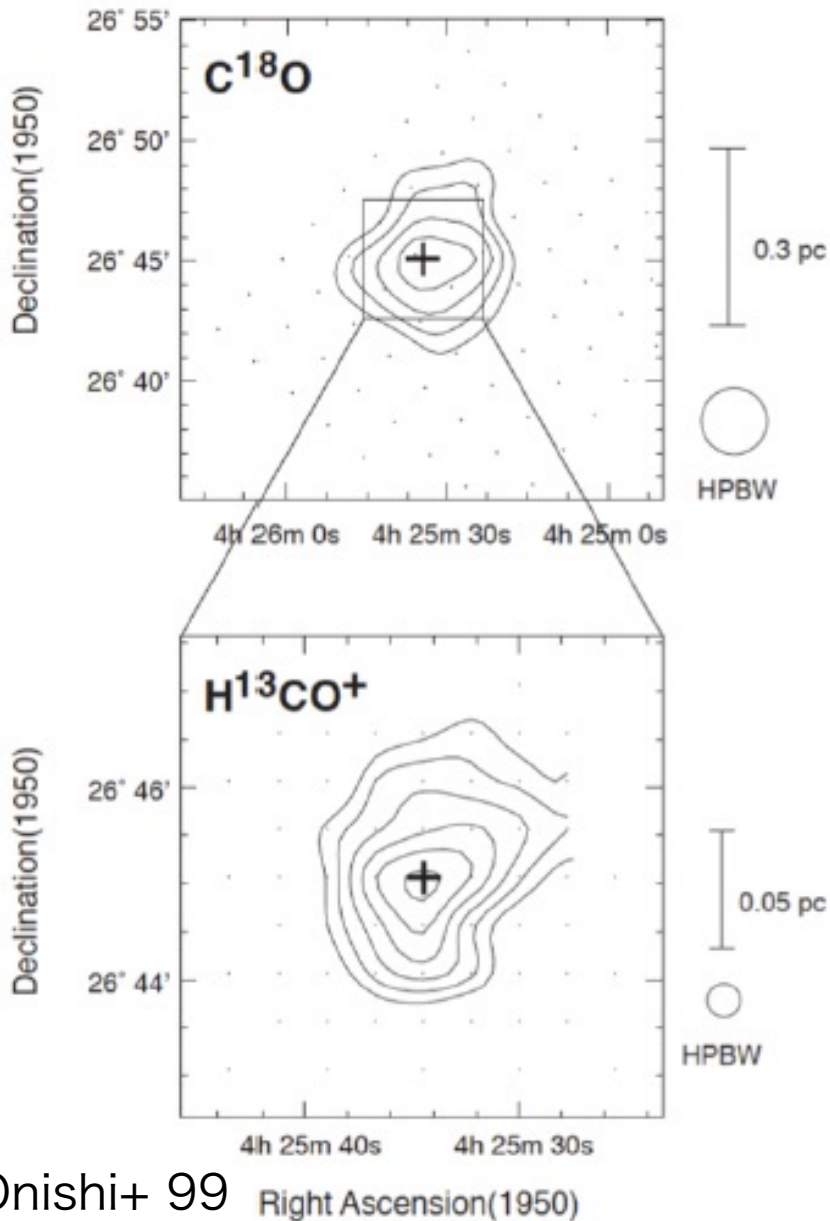 26° 55'
C18O
Declination(1950)
26° 50'
26° 45'
0.3 pc
26° 40'
HPBW
4h 26m 0s 4h 25m 30s 4h 25m 0s
H13CO+
Declination(1950)
26° 46'
0.05 pc
26° 44'
HPBW
4h 25m 40s 4h 25m 30s
Onishi+ 99 Right Ascension(1950)